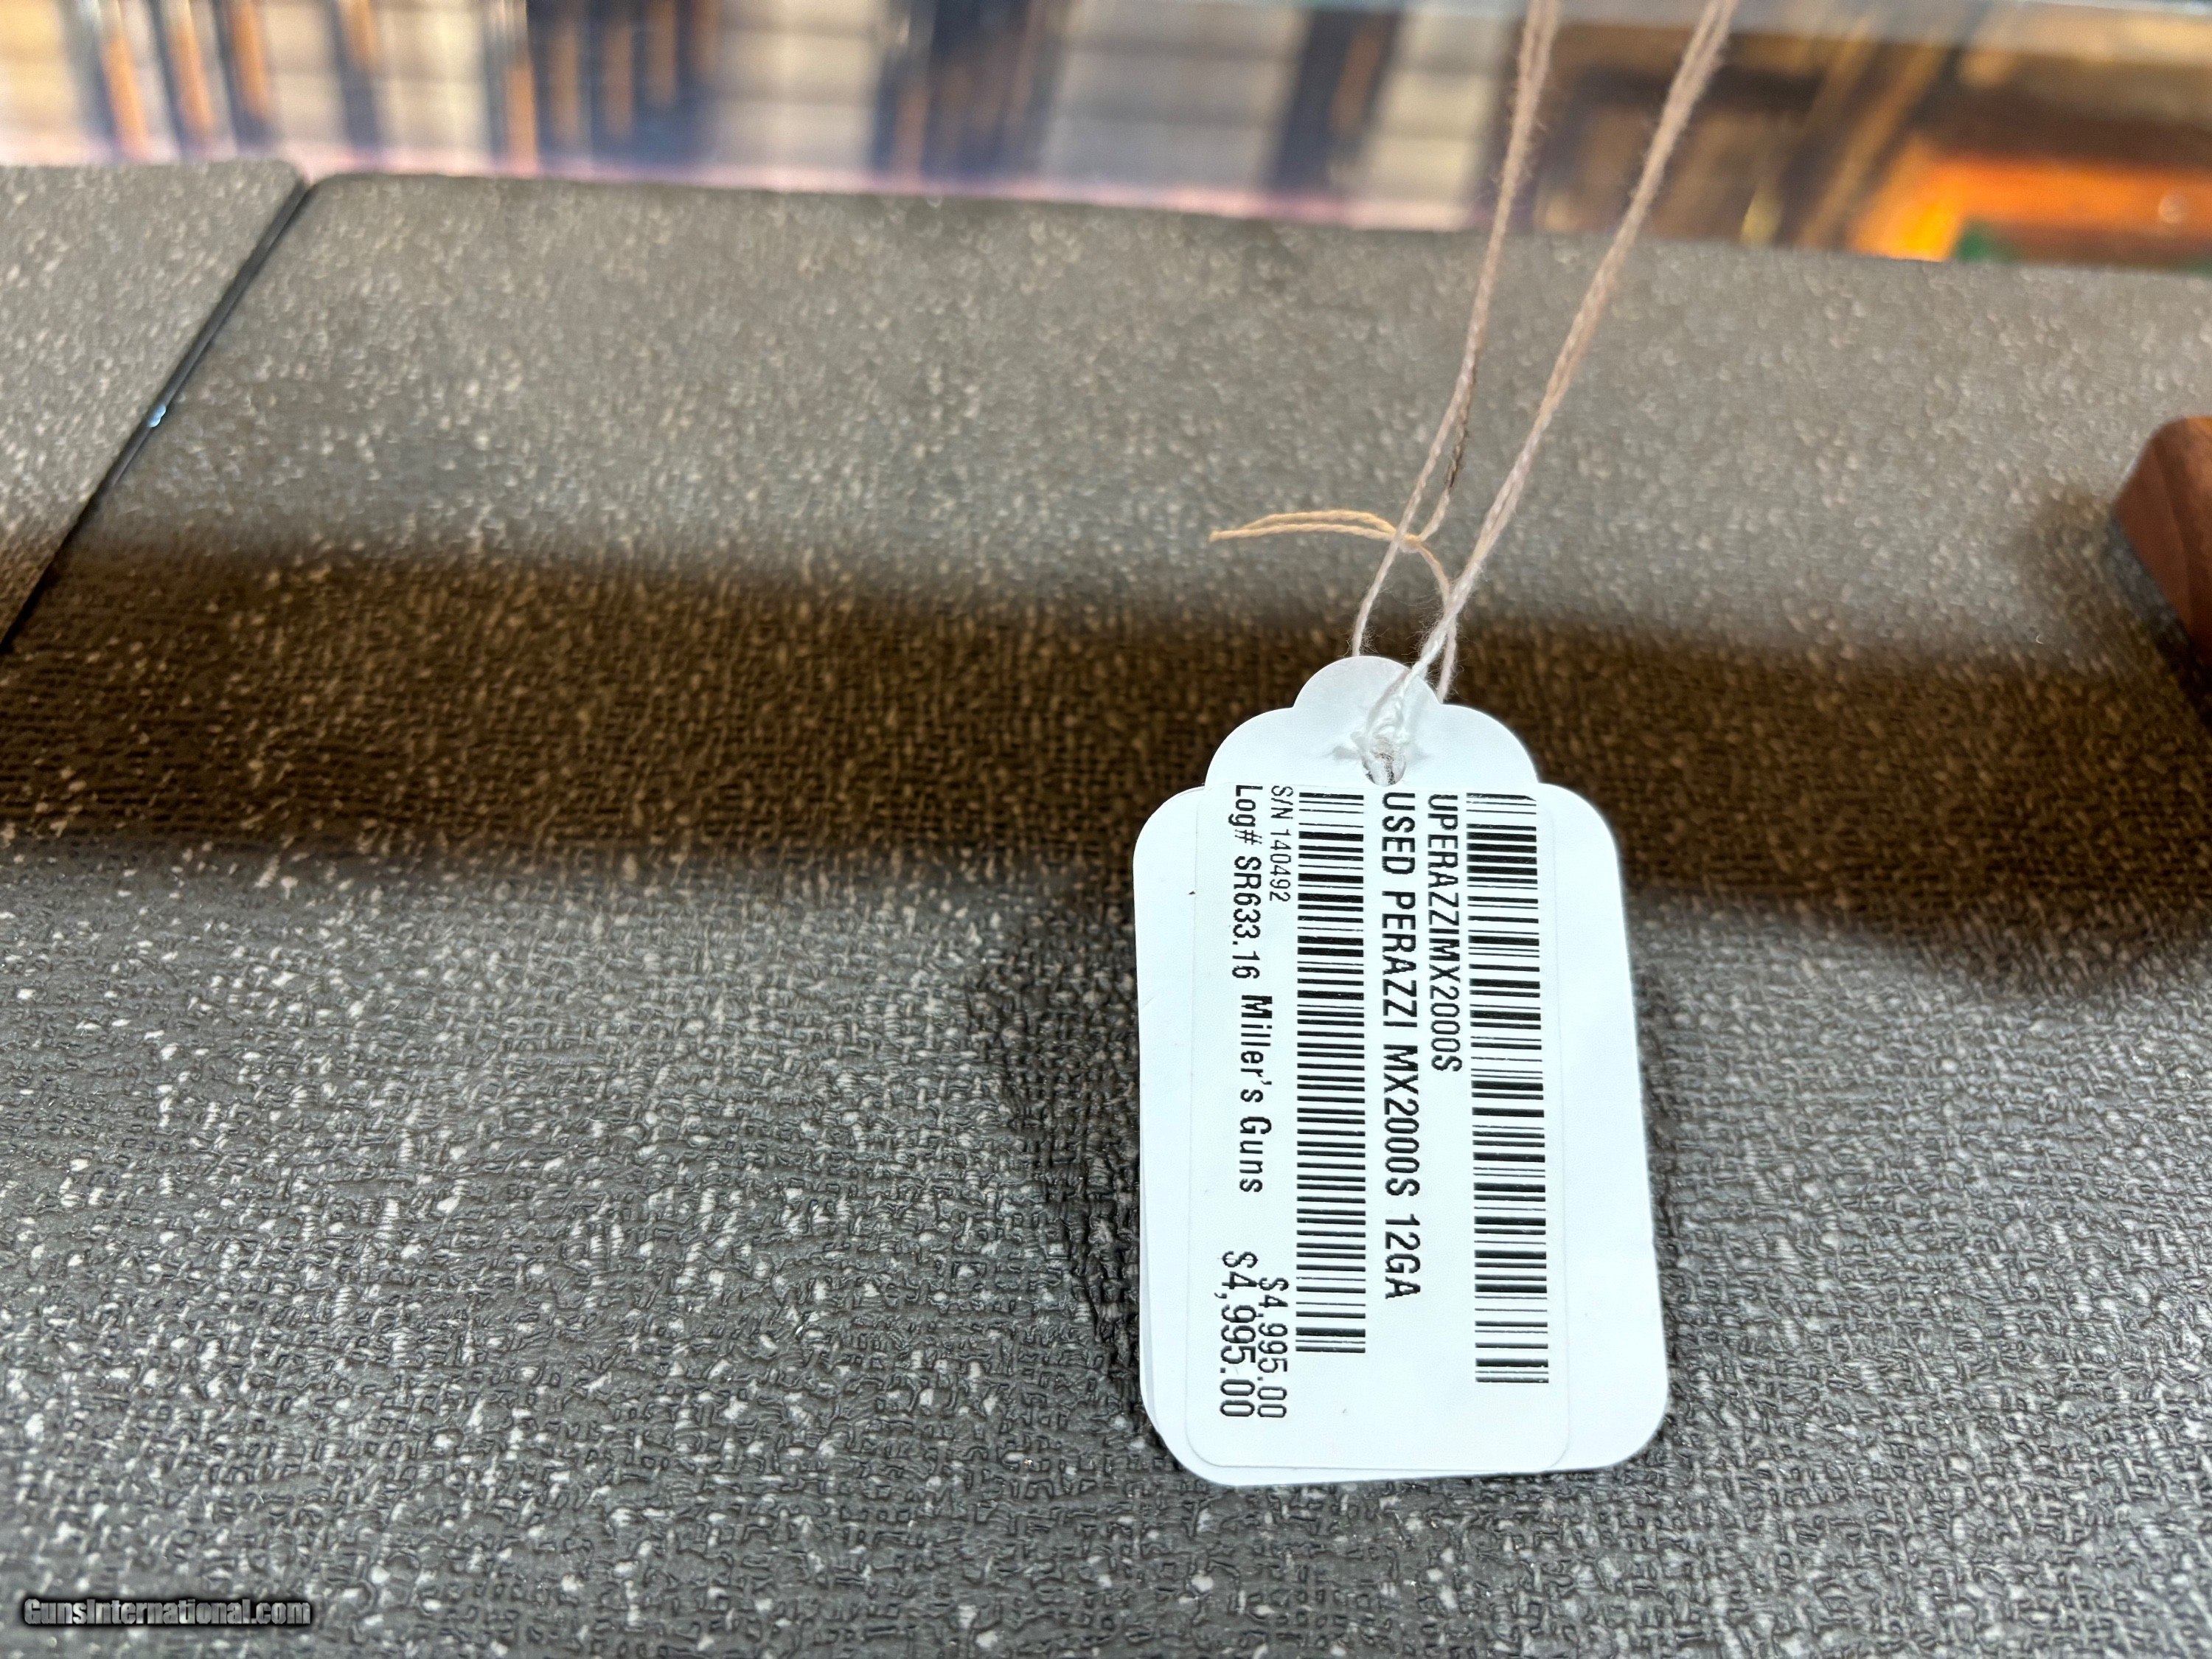 UPERAZZIMX2000S
USED PERAZZI MX2000S 12GA
S/N 140492 $4,995.00
Log# SR633.16 Miller's Guns $4,995.00
GunsInternational.com